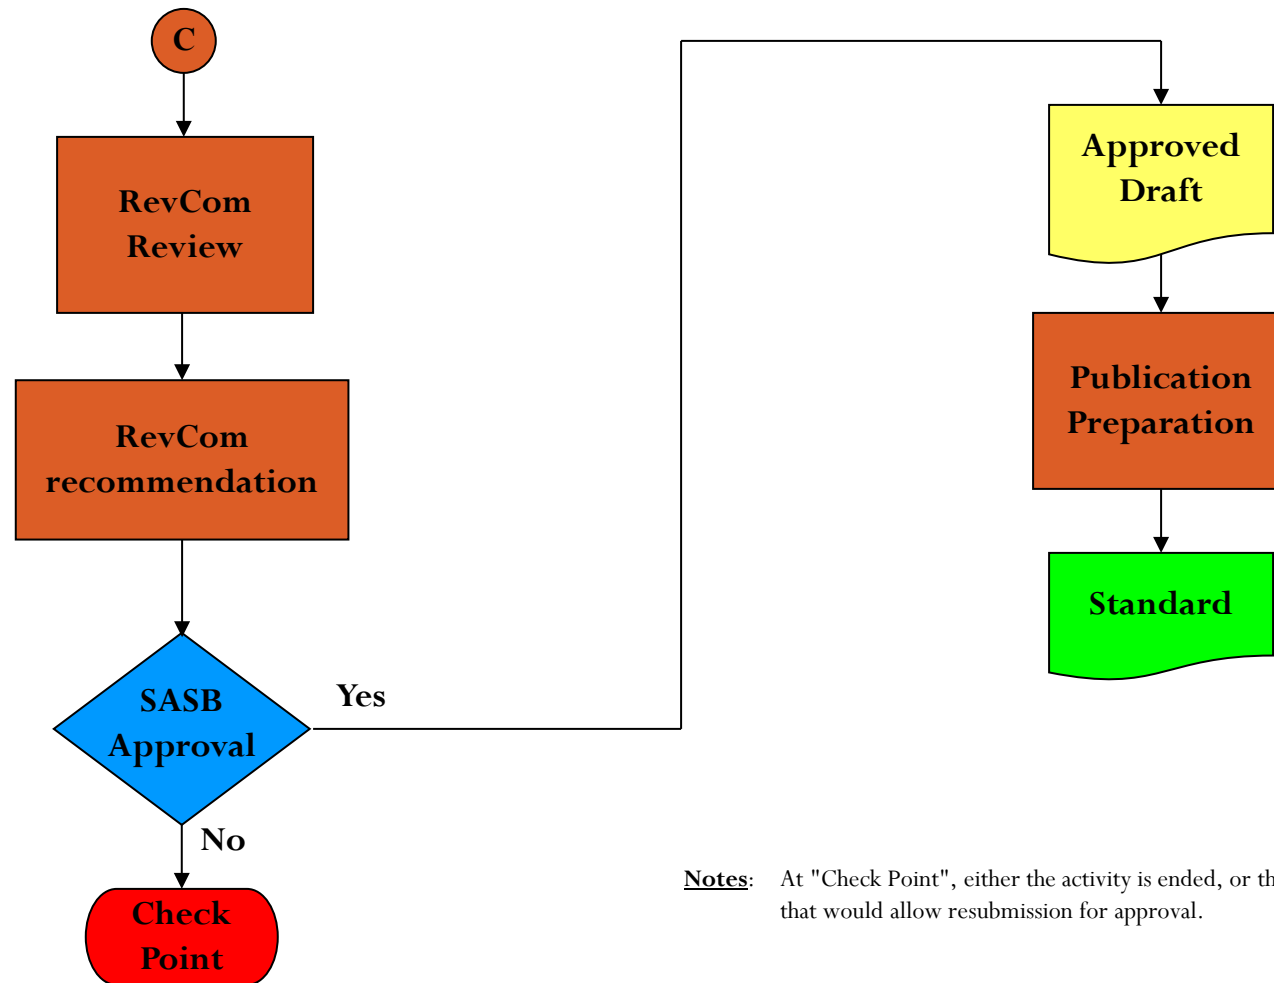 C
RevCom
Review
RevCom
recommendation
SASB
Approval
Yes
No
Check
Point
Approved
Draft
Publication
Preparation
Standard
Notes: At "Check Point", either the activity is ended, or th
that would allow resubmission for approval.